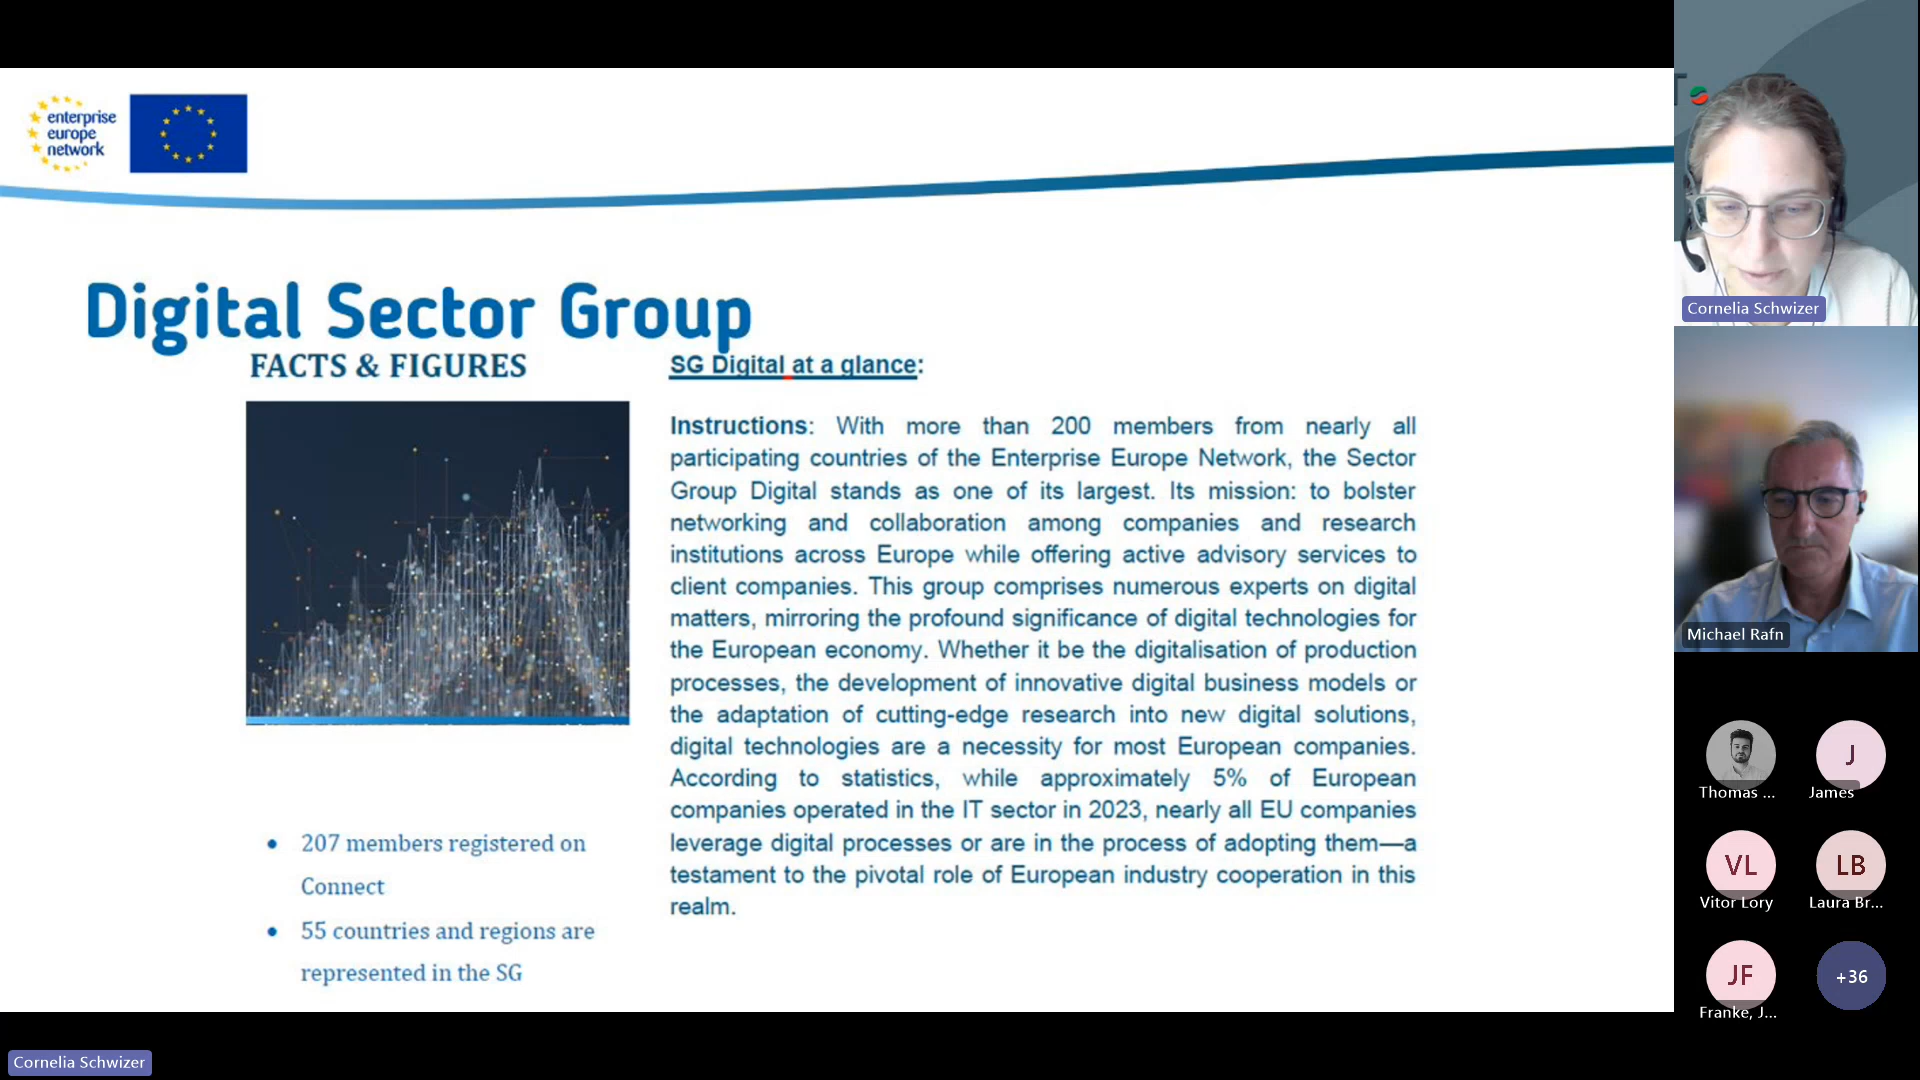 enterprise
europe
network
Digital Sector Group
FACTS & FIGURES
207 members registered on
Connect
55 countries and regions are
represented in the SG
SG Digital at a glance:
Instructions: With more than 200 members from nearly all
participating countries of the Enterprise Europe Network, the Sector
Group Digital stands as one of its largest. Its mission: to bolster
networking and collaboration among companies and research
institutions across Europe while offering active advisory services to
client companies. This group comprises numerous experts on digital
matters, mirroring the profound significance of digital technologies for
the European economy. Whether it be the digitalisation of production
processes, the development of innovative digital business models or
the adaptation of cutting-edge research into new digital solutions,
digital technologies are a necessity for most European companies.
According to statistics, while approximately 5% of European
companies operated in the IT sector in 2023, nearly all EU companies
leverage digital processes or are in the process of adopting them—a
testament to the pivotal role of European industry cooperation in this
realm.
Cornelia Schwizer
Michael Rafn
Thomas ...
J
James
VL
Vitor Lory
LB
Laura Br...
JF
Franke, J...
+36
Cornelia Schwizer